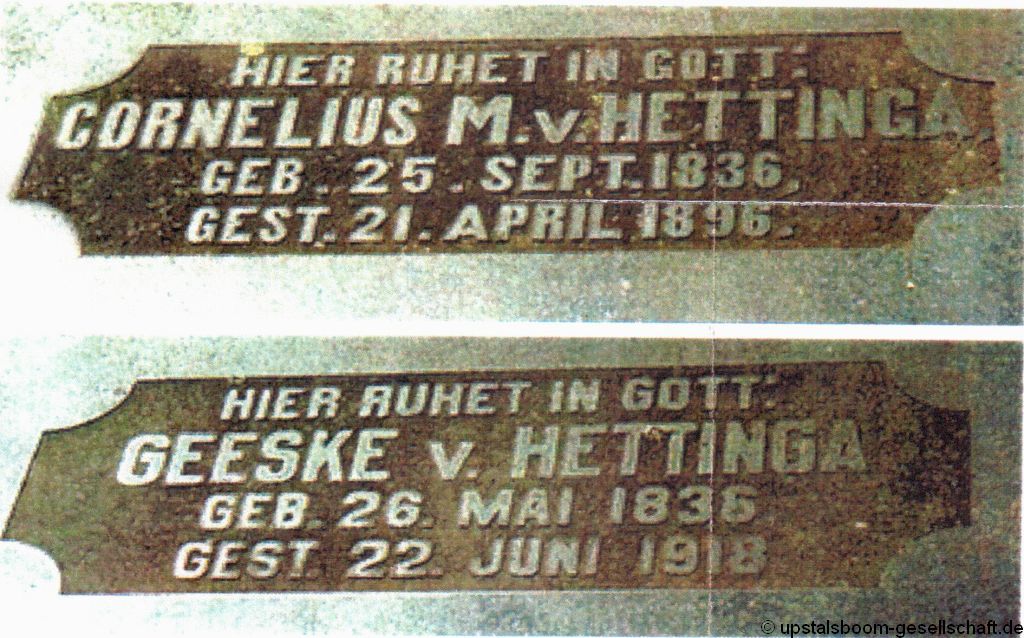 HIER RUHET IN GOTT:
CORNELIUS M. v. HETTINGA,
GEB. 25. SEPT. 1836,
GEST. 21. APRIL 1896.
HIER RUHET IN GOTT:
GEESKE v. HETTINGA
GEB. 26. MAI 1836
GEST. 22. JUNI 1918
© upstalsboom-gesellschaft.de